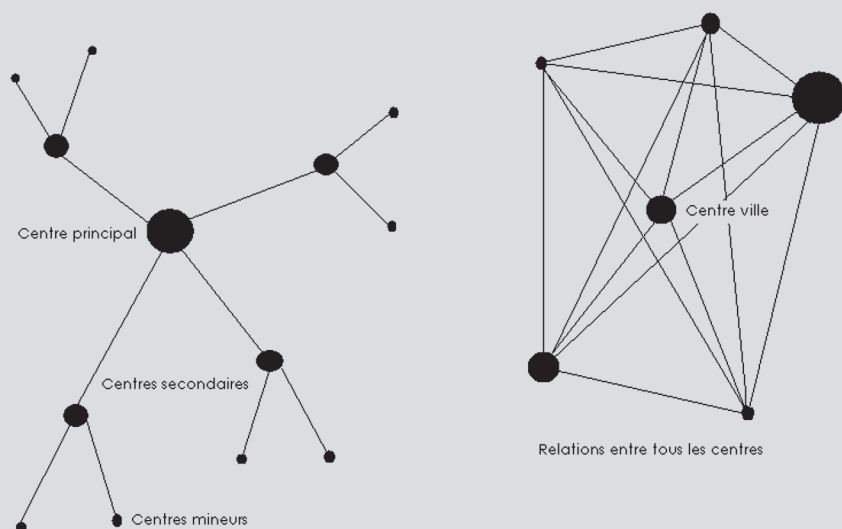 Centre principal
Centres secondaires
Centres mineurs
Centre ville
Relations entre tous les centres